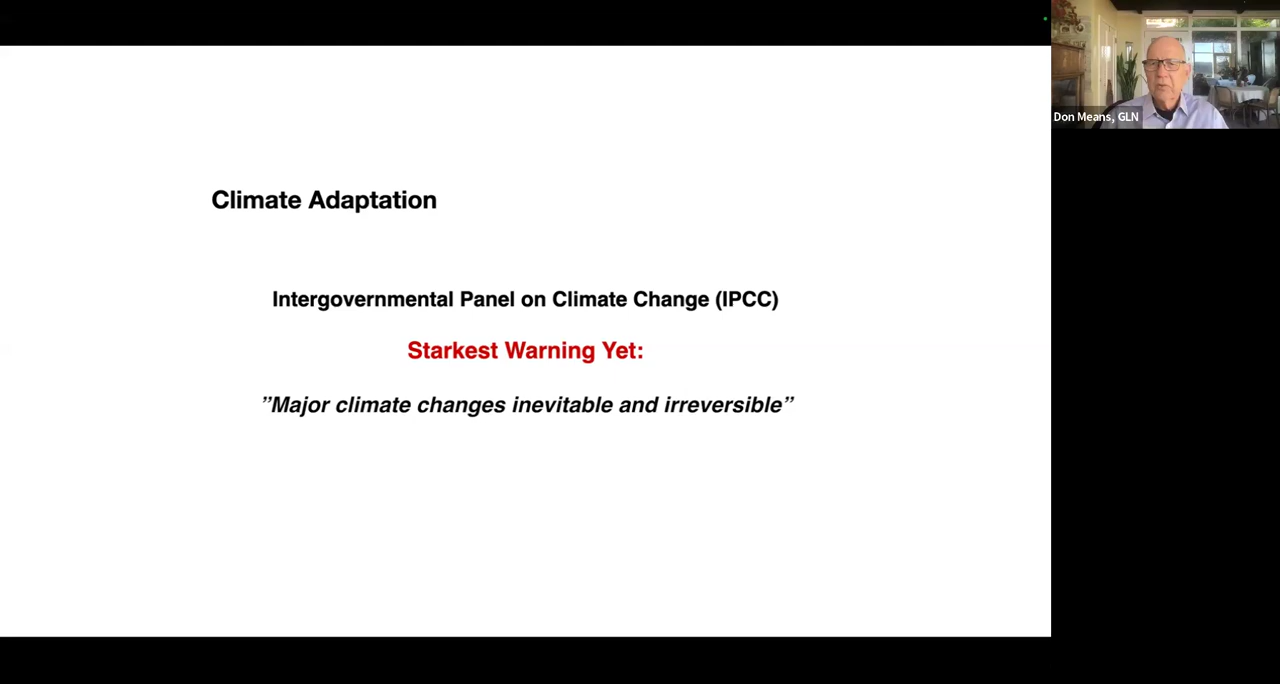 Don Means, GLN
Climate Adaptation
Intergovernmental Panel on Climate Change (IPCC)
Starkest Warning Yet:
”Major climate changes inevitable and irreversible”